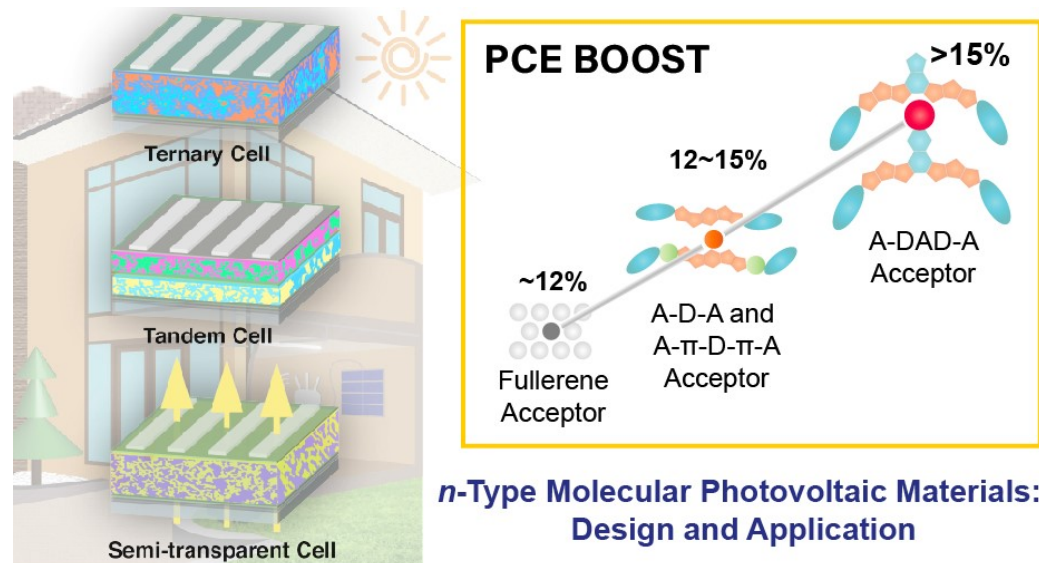 Ternary Cell
Tandem Cell
Semi-transparent Cell
PCE BOOST
>15%
12~15%
~12%
A-DAD-A
Acceptor
A-D-A and
A-π-D-π-A
Acceptor
Fullerene
Acceptor
n-Type Molecular Photovoltaic Materials:
Design and Application